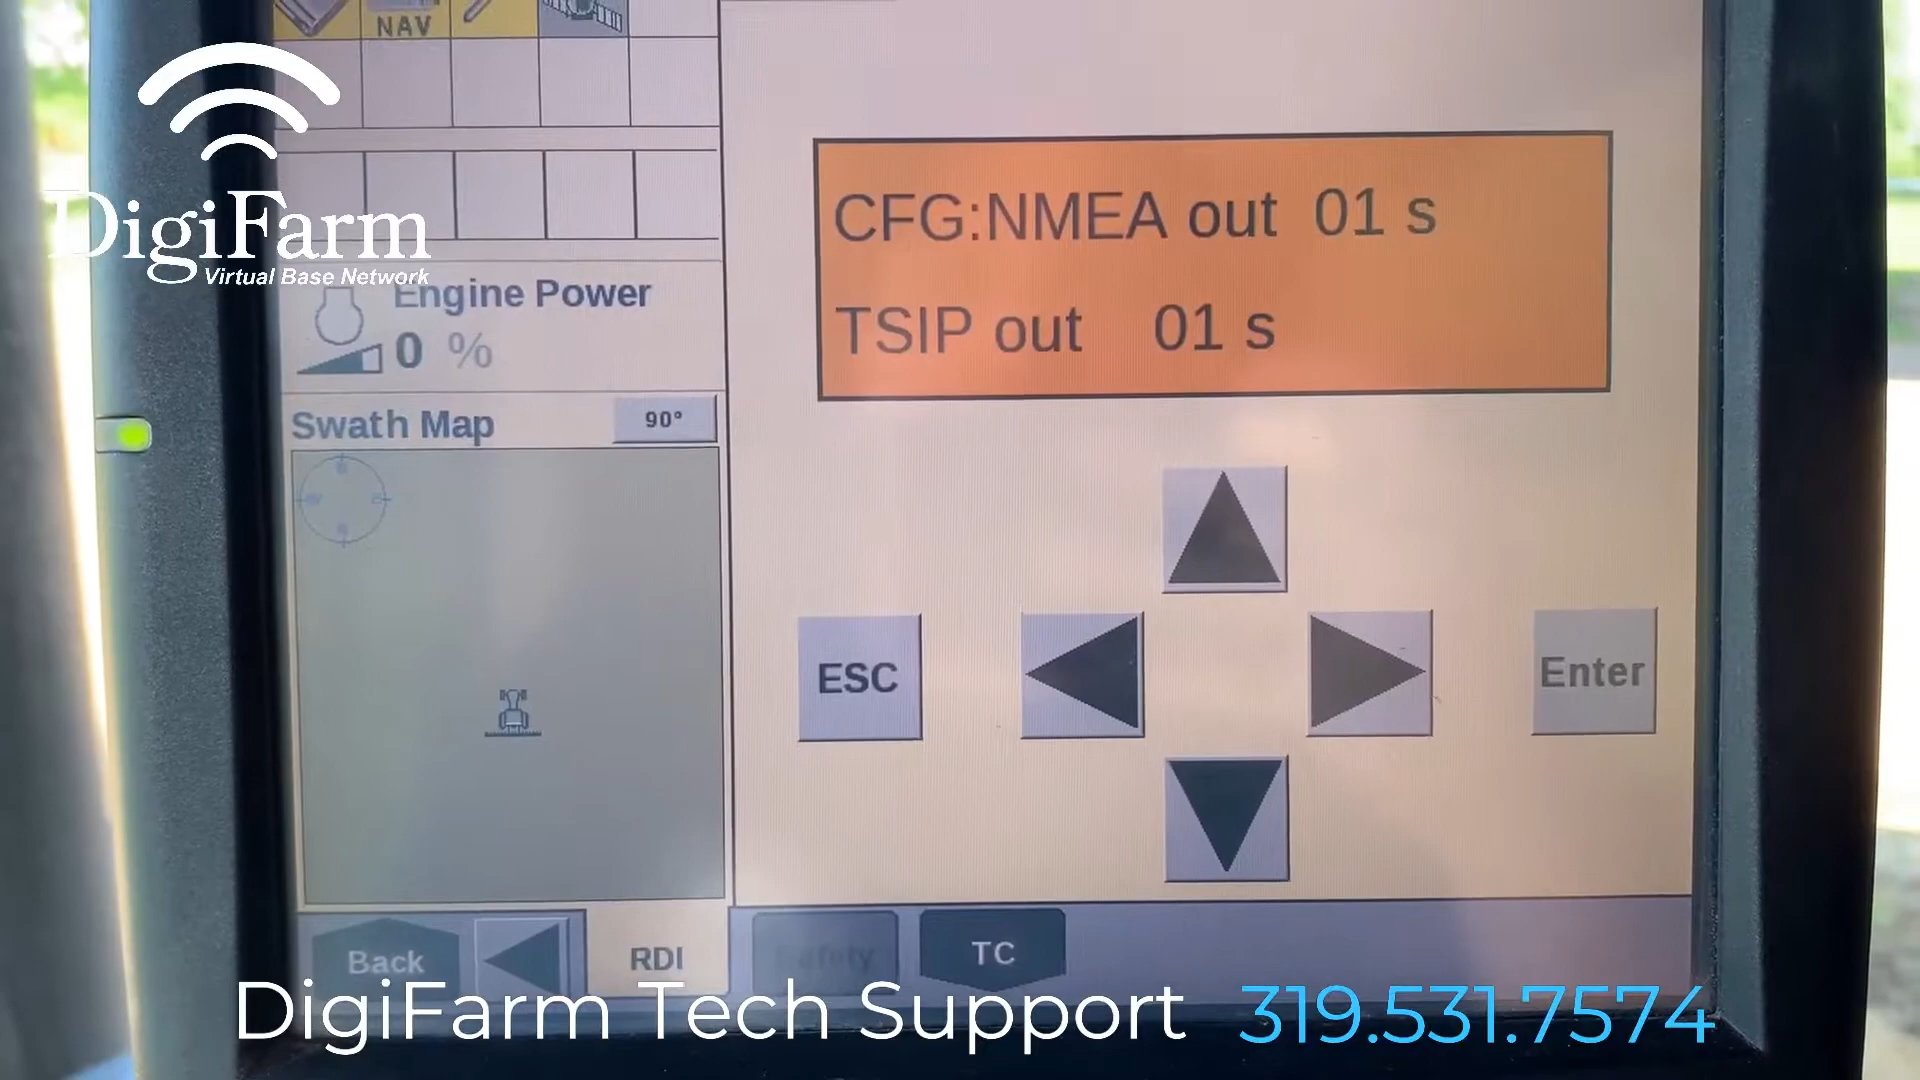 NAV
DigiFarm
Virtual Base Network
CFG:NMEA out 01 s
TSIP out 01 s
Engine Power
0 %
Swath Map 90°
ESC
Enter
Back
RDI
Safety
TC
DigiFarm Tech Support 319.531.7574